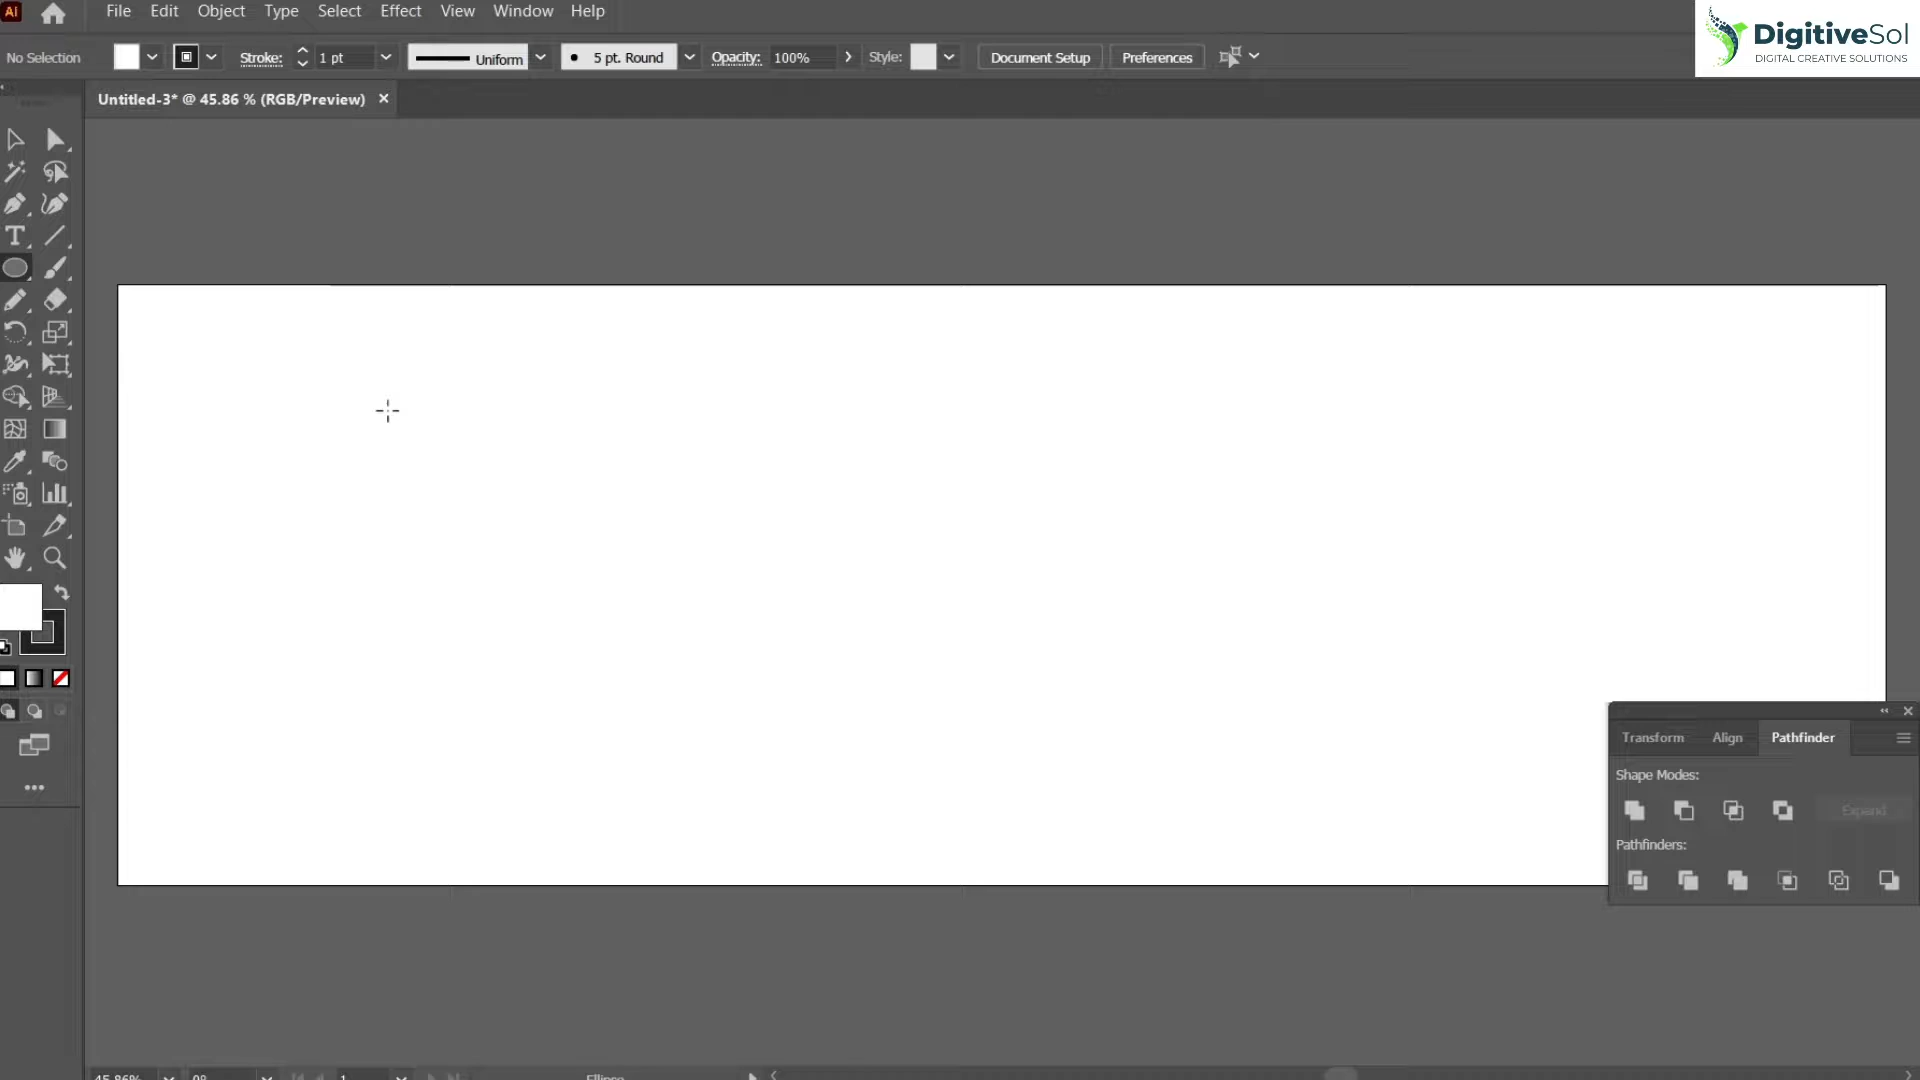 Ai File Edit Object Type Select Effect View Window Help
DigitiveSol
DIGITAL CREATIVE SOLUTIONS
No Selection Stroke: 1 pt Uniform 5 pt. Round Opacity: 100% Style: Document Setup Preferences
Untitled-3* @ 45.86 % (RGB/Preview)
Transform Align Pathfinder
Shape Modes:
Expand
Pathfinders:
45.86% 0° 1 Ellipse